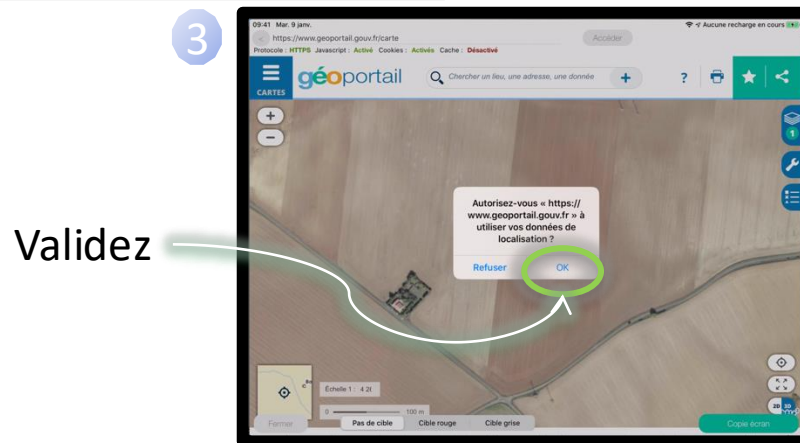 3
09:41 Mar. 9 janv.
Aucune recharge en cours
https://www.geoportail.gouv.fr/carte
Accéder
Protocole : HTTPS Javascript : Activé Cookies : Activés Cache : Désactivé
CARTES
géoportail
Chercher un lieu, une adresse, une donnée
+
?
+
−
1
Autorisez-vous « https://
www.geoportail.gouv.fr » à
utiliser vos données de
localisation ?
Refuser
OK
Validez
Échelle 1 :
0
100 m
2D
3D
Fermer
Pas de cible
Cible rouge
Cible grise
Copie écran